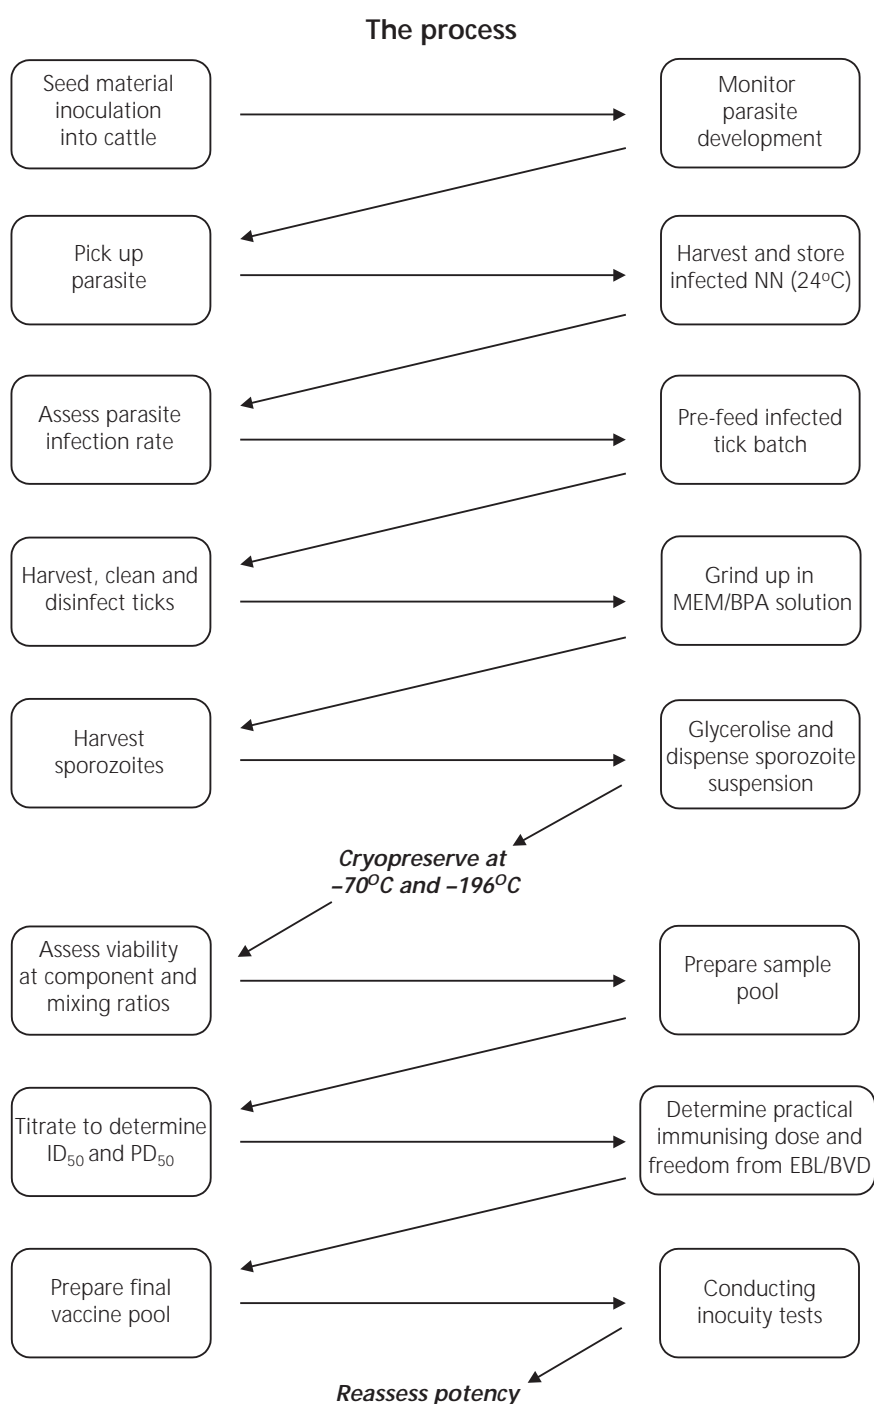 The process
Seed material
inoculation
into cattle
Monitor
parasite
development
Pick up
parasite
Harvest and store
infected NN (24ºC)
Assess parasite
infection rate
Pre-feed infected
tick batch
Harvest, clean and
disinfect ticks
Grind up in
MEM/BPA solution
Harvest
sporozoites
Glycerolise and
dispense sporozoite
suspension
Cryopreserve at
–70ºC and –196ºC
Assess viability
at component and
mixing ratios
Prepare sample
pool
Titrate to determine
ID50 and PD50
Determine practical
immunising dose and
freedom from EBL/BVD
Prepare final
vaccine pool
Conducting
inocuity tests
Reassess potency